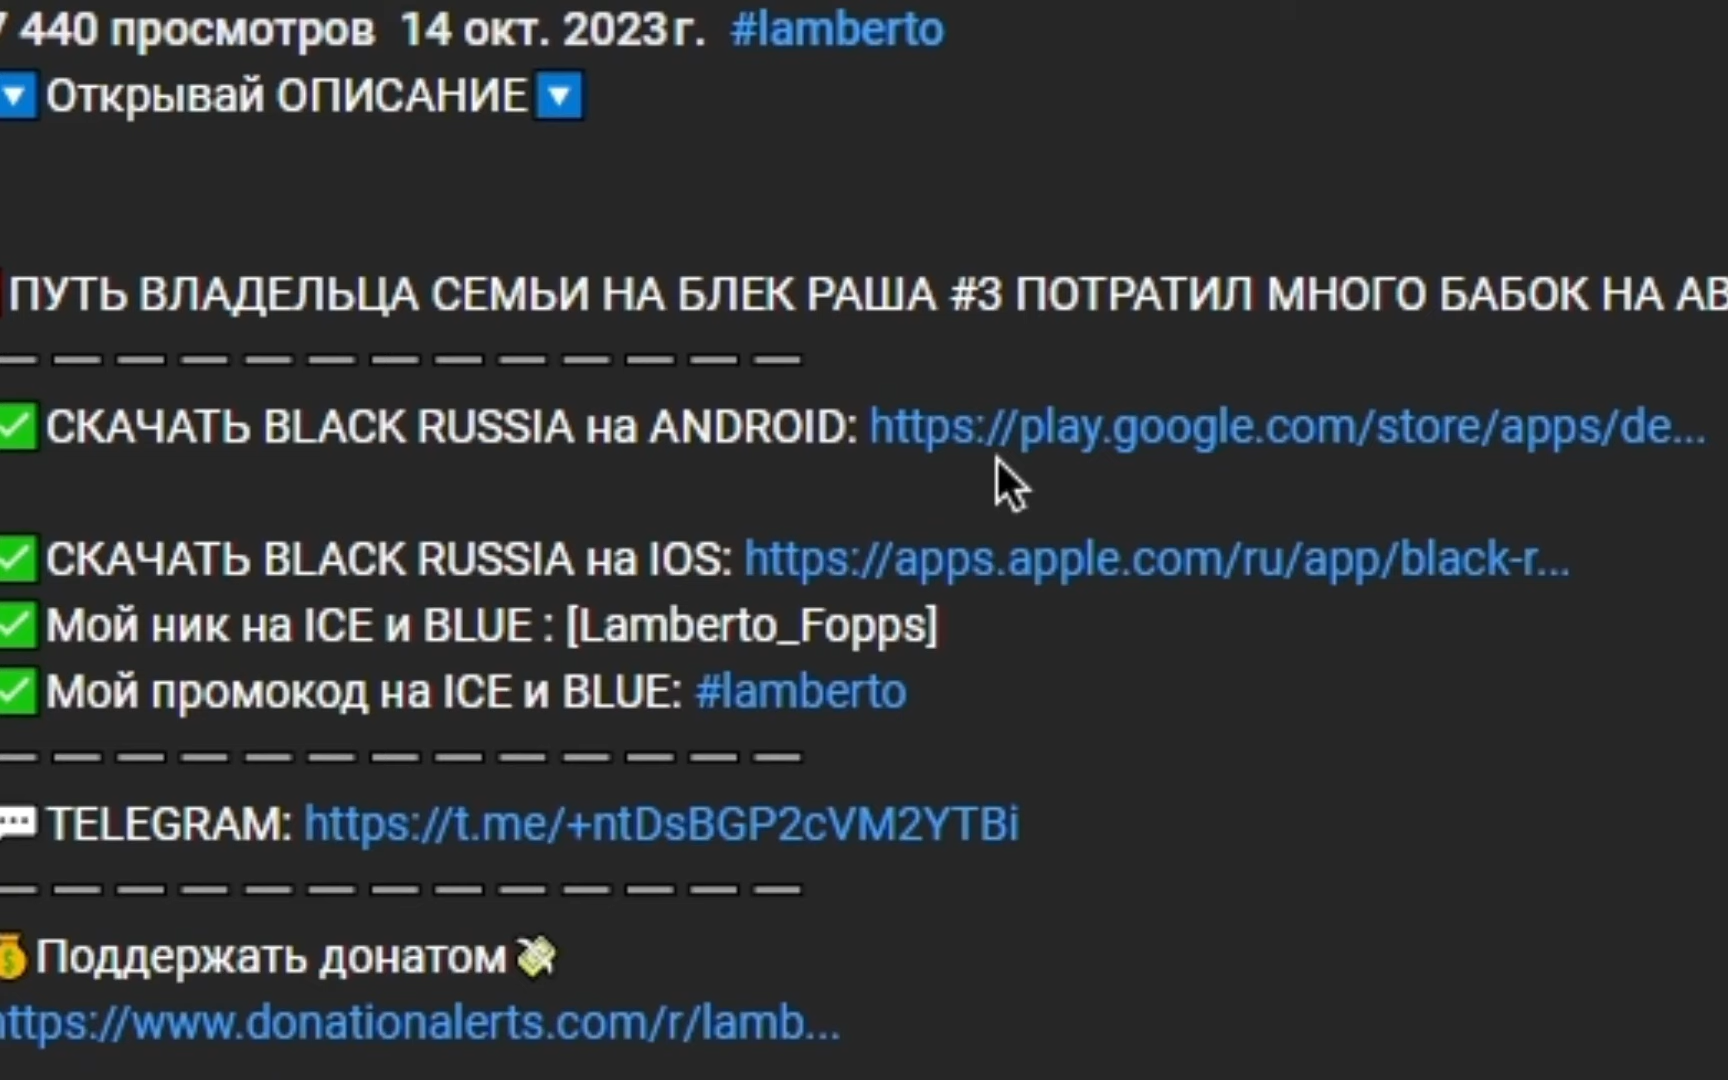 440 просмотров 14 окт. 2023 г. #lamberto
Открывай ОПИСАНИЕ
ПУТЬ ВЛАДЕЛЬЦА СЕМЬИ НА БЛЕК РАША #3 ПОТРАТИЛ МНОГО БАБОК НА АВ
СКАЧАТЬ BLACK RUSSIA на ANDROID: https://play.google.com/store/apps/de...
СКАЧАТЬ BLACK RUSSIA на IOS: https://apps.apple.com/ru/app/black-r...
Мой ник на ICE и BLUE : [Lamberto_Fopps]
Мой промокод на ICE и BLUE: #lamberto
TELEGRAM: https://t.me/+ntDsBGP2cVM2YTBi
Поддержать донатом
https://www.donationalerts.com/r/lamb...